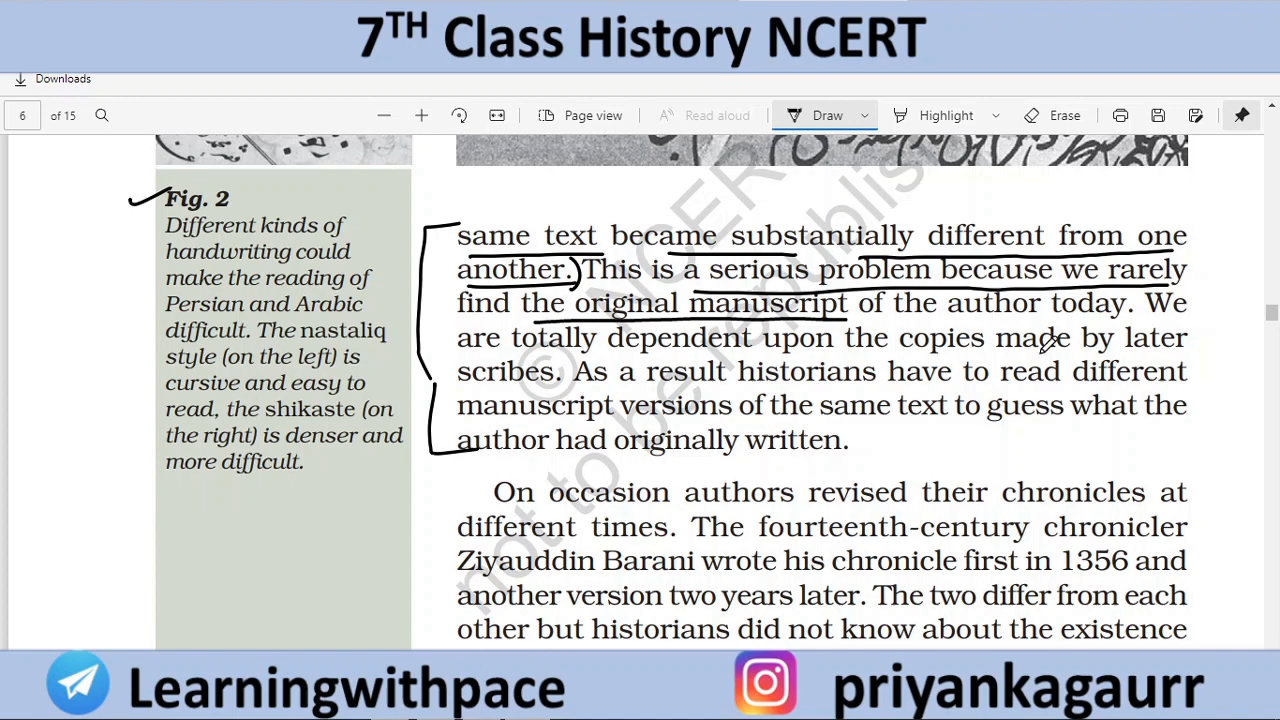 7TH Class History NCERT
Downloads
6 of 15 Page view Read aloud Draw Highlight Erase
Fig. 2
Different kinds of
handwriting could
make the reading of
Persian and Arabic
difficult. The nastaliq
style (on the left) is
cursive and easy to
read, the shikaste (on
the right) is denser and
more difficult.
same text became substantially different from one
another. This is a serious problem because we rarely
find the original manuscript of the author today. We
are totally dependent upon the copies made by later
scribes. As a result historians have to read different
manuscript versions of the same text to guess what the
author had originally written.
On occasion authors revised their chronicles at
different times. The fourteenth-century chronicler
Ziyauddin Barani wrote his chronicle first in 1356 and
another version two years later. The two differ from each
other but historians did not know about the existence
© NCER
not to be republis
Learningwithpace
priyankagaurr